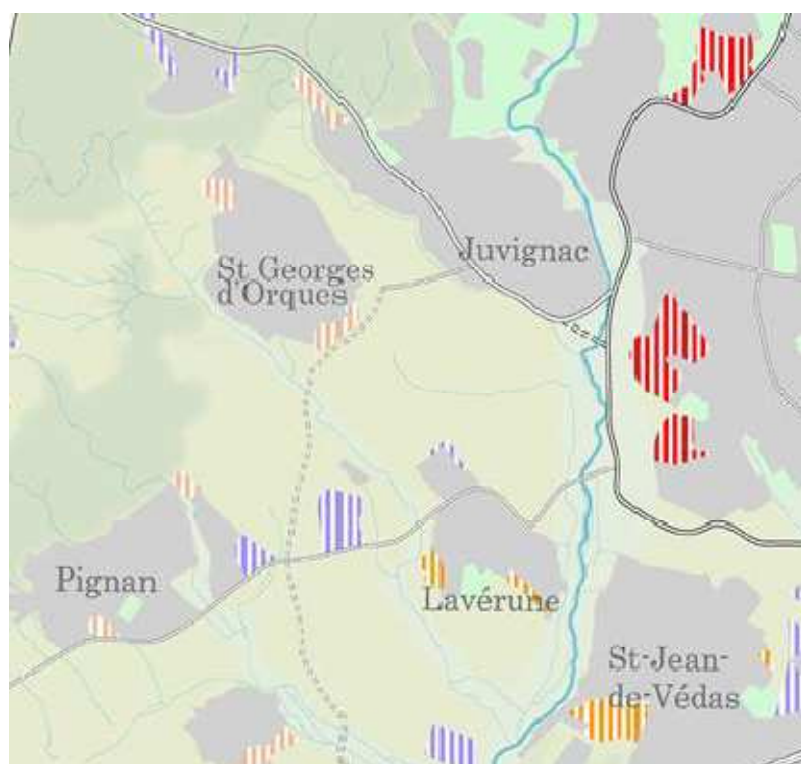 Juvignac
St Georges
d'Orques
Pignan
Lavérune
St-Jean-
de-Védas